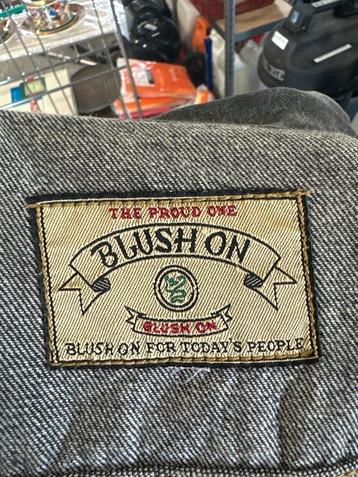 THE PROUD ONE
BLUSH ON
BLUSH ON
BLUSH ON FOR TODAY'S PEOPLE